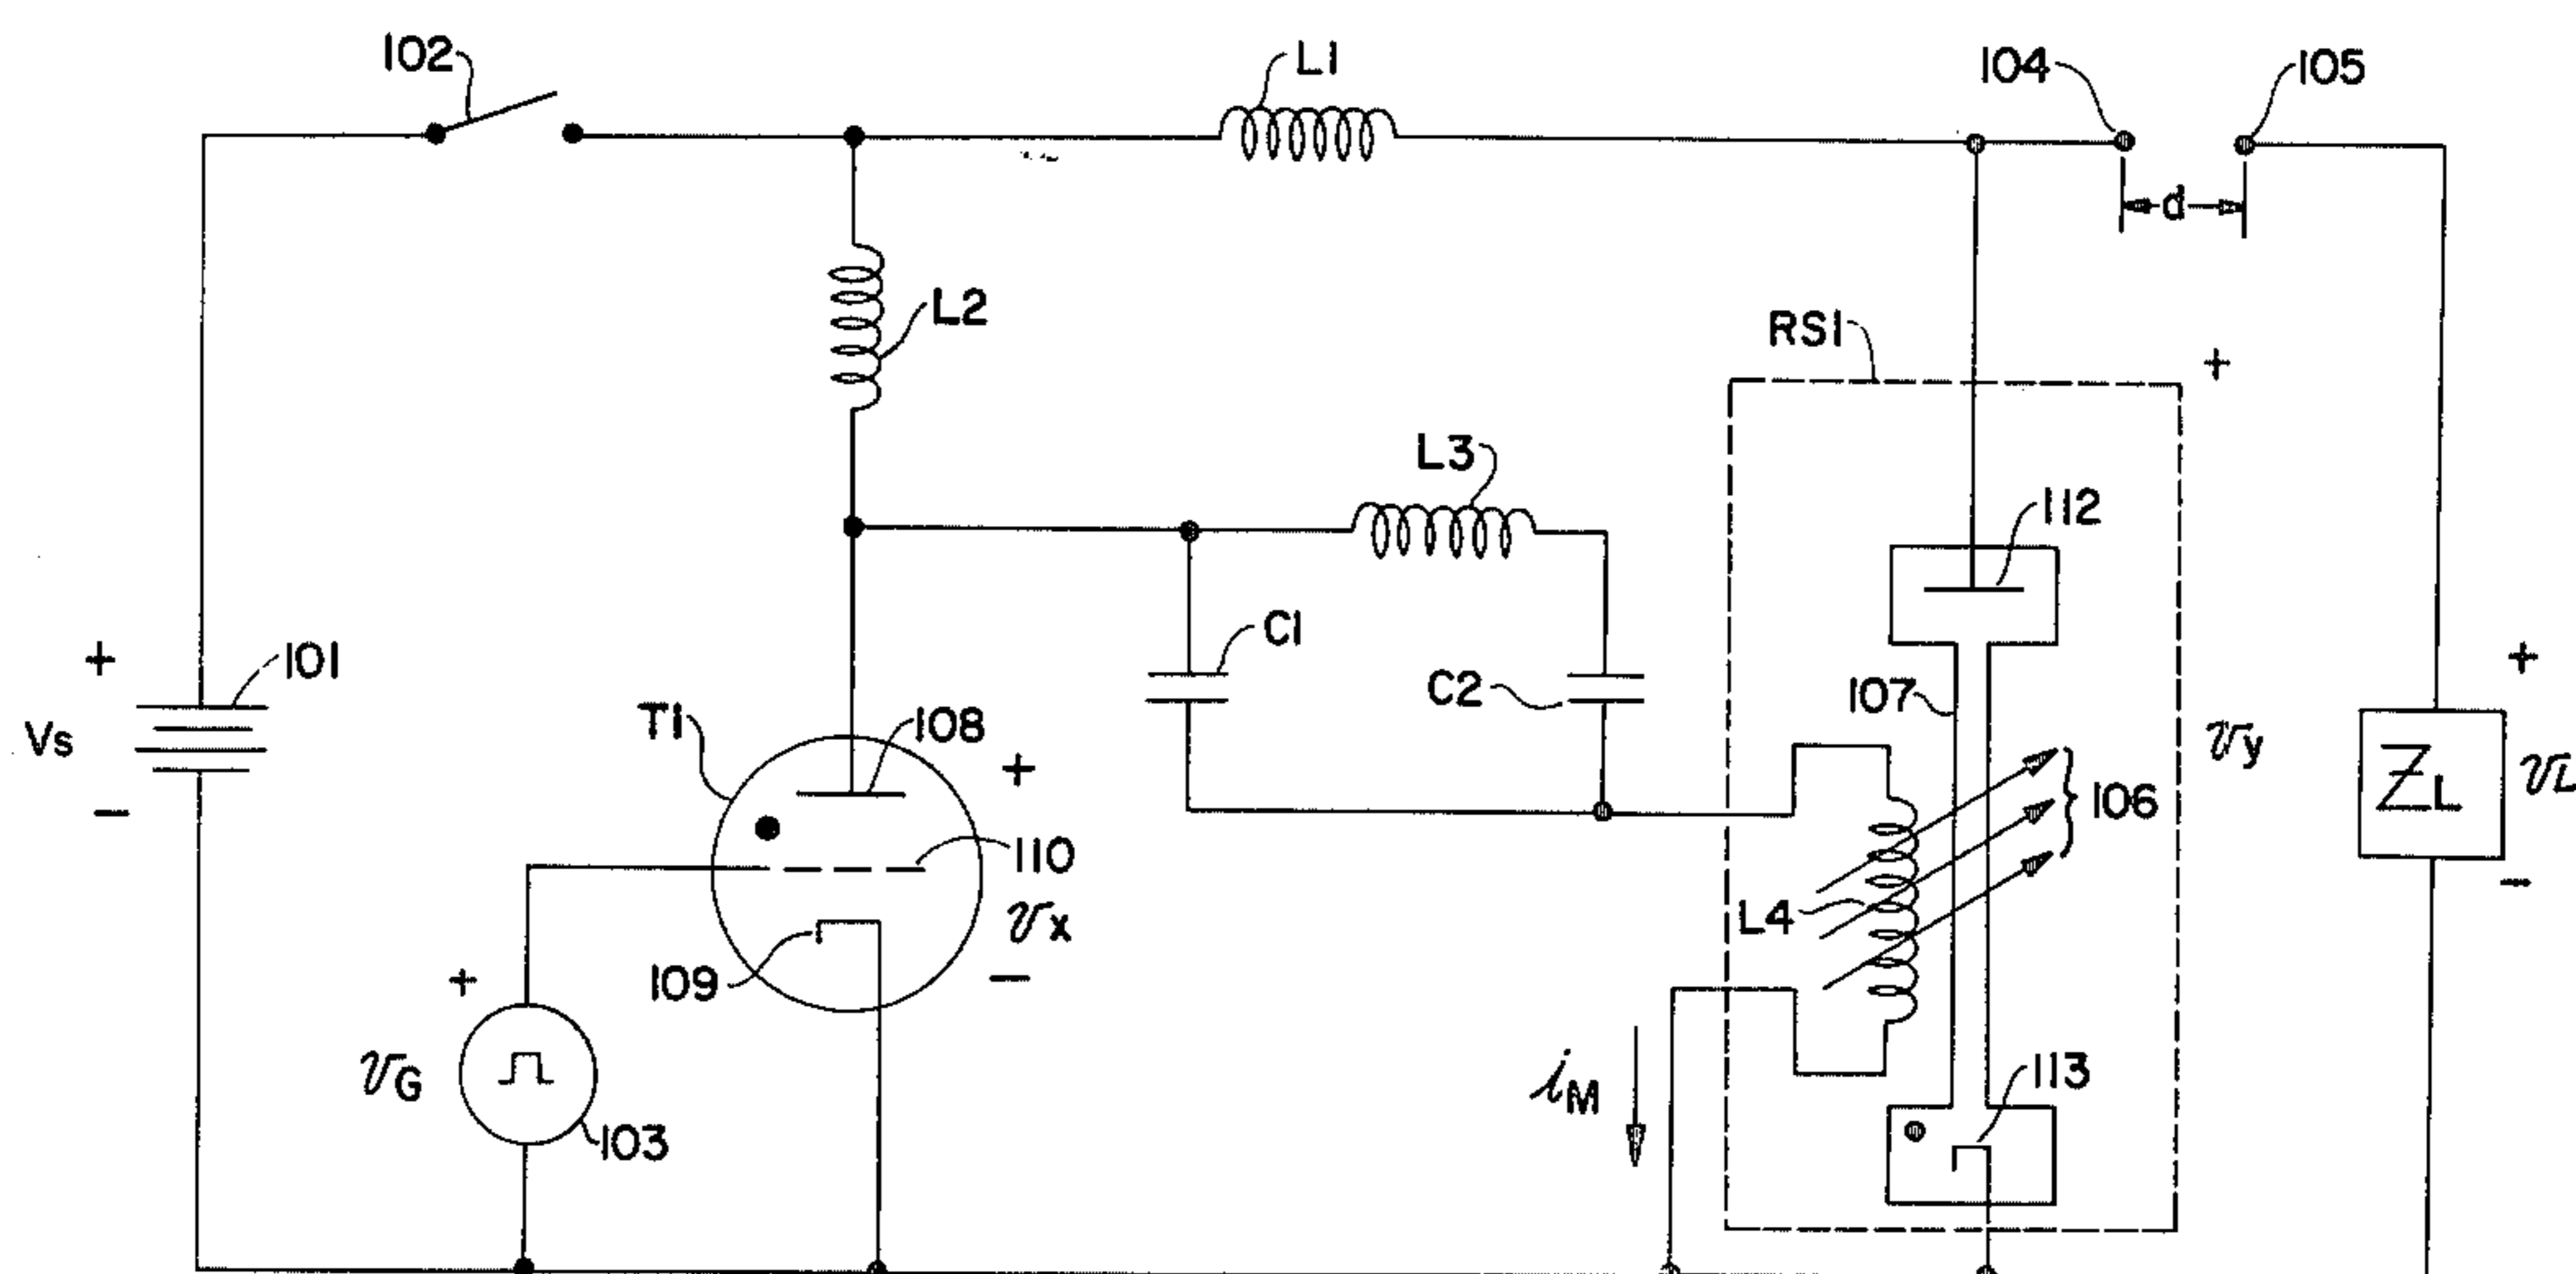 102
L1
104
105
d
L2
RS1
+
L3
112
+
101
C1
+
Vs
T1
108
C2
107
+
vy
ZL
vL
−
+
106
110
−
L4
vx
109
−
+
vG
iM
113
103